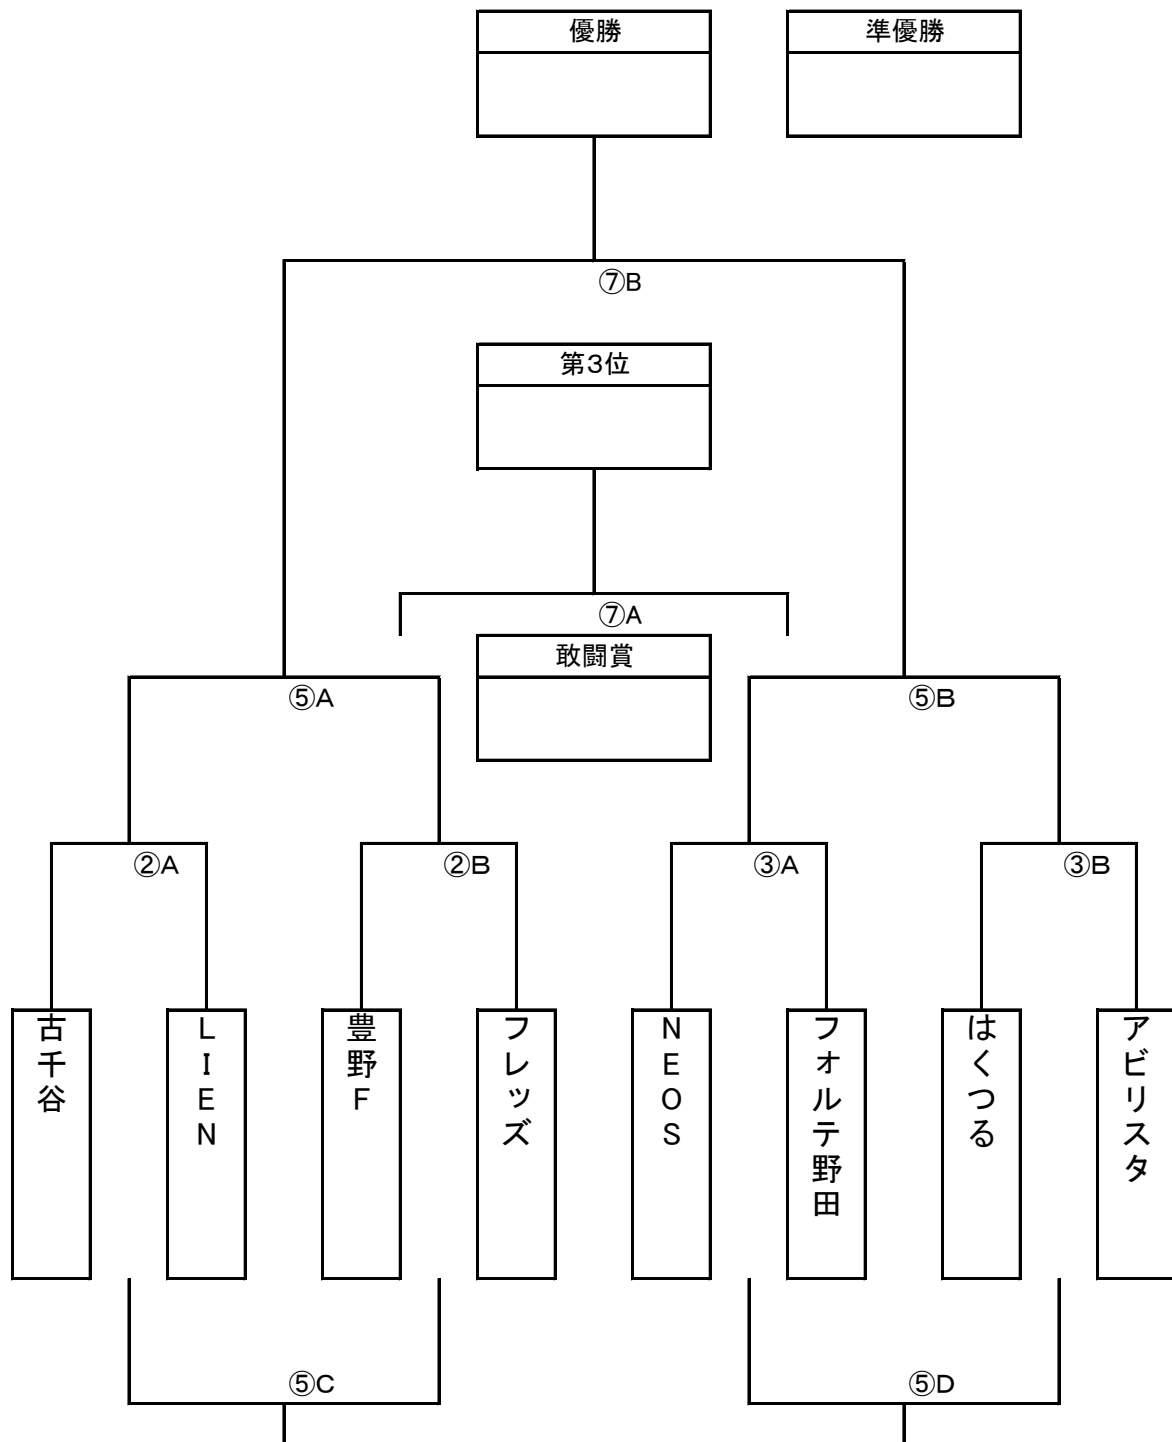 優勝
準優勝
⑦B
第3位
⑦A
敢闘賞
⑤A
⑤B
②A
②B
③A
③B
古千谷
LIEN
豊野F
フレッズ
NEOS
フォルテ野田
はくつる
アビリスタ
⑤C
⑤D